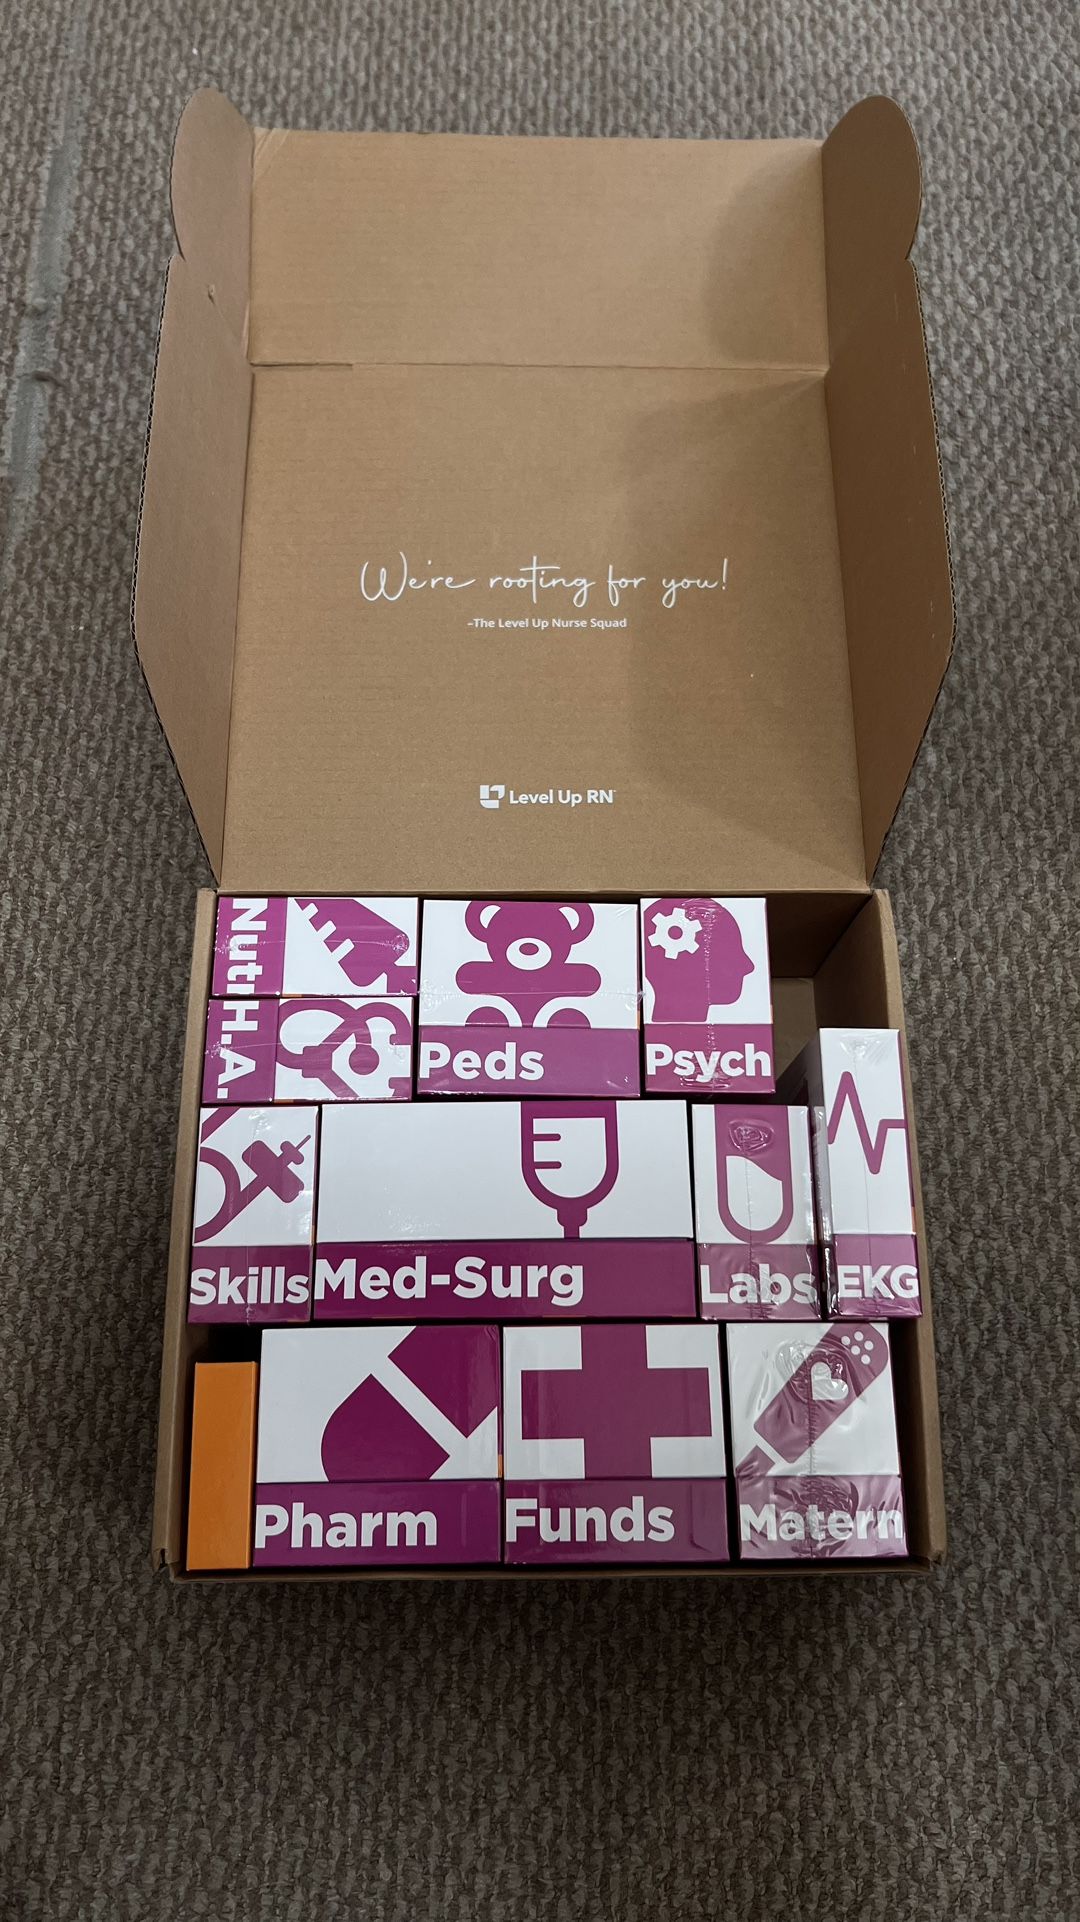 We're rooting for you!
–The Level Up Nurse Squad
Level Up RN
Nutri
H.A.
Peds
Psych
Skills
Med-Surg
Labs
EKG
Pharm
Funds
Matern